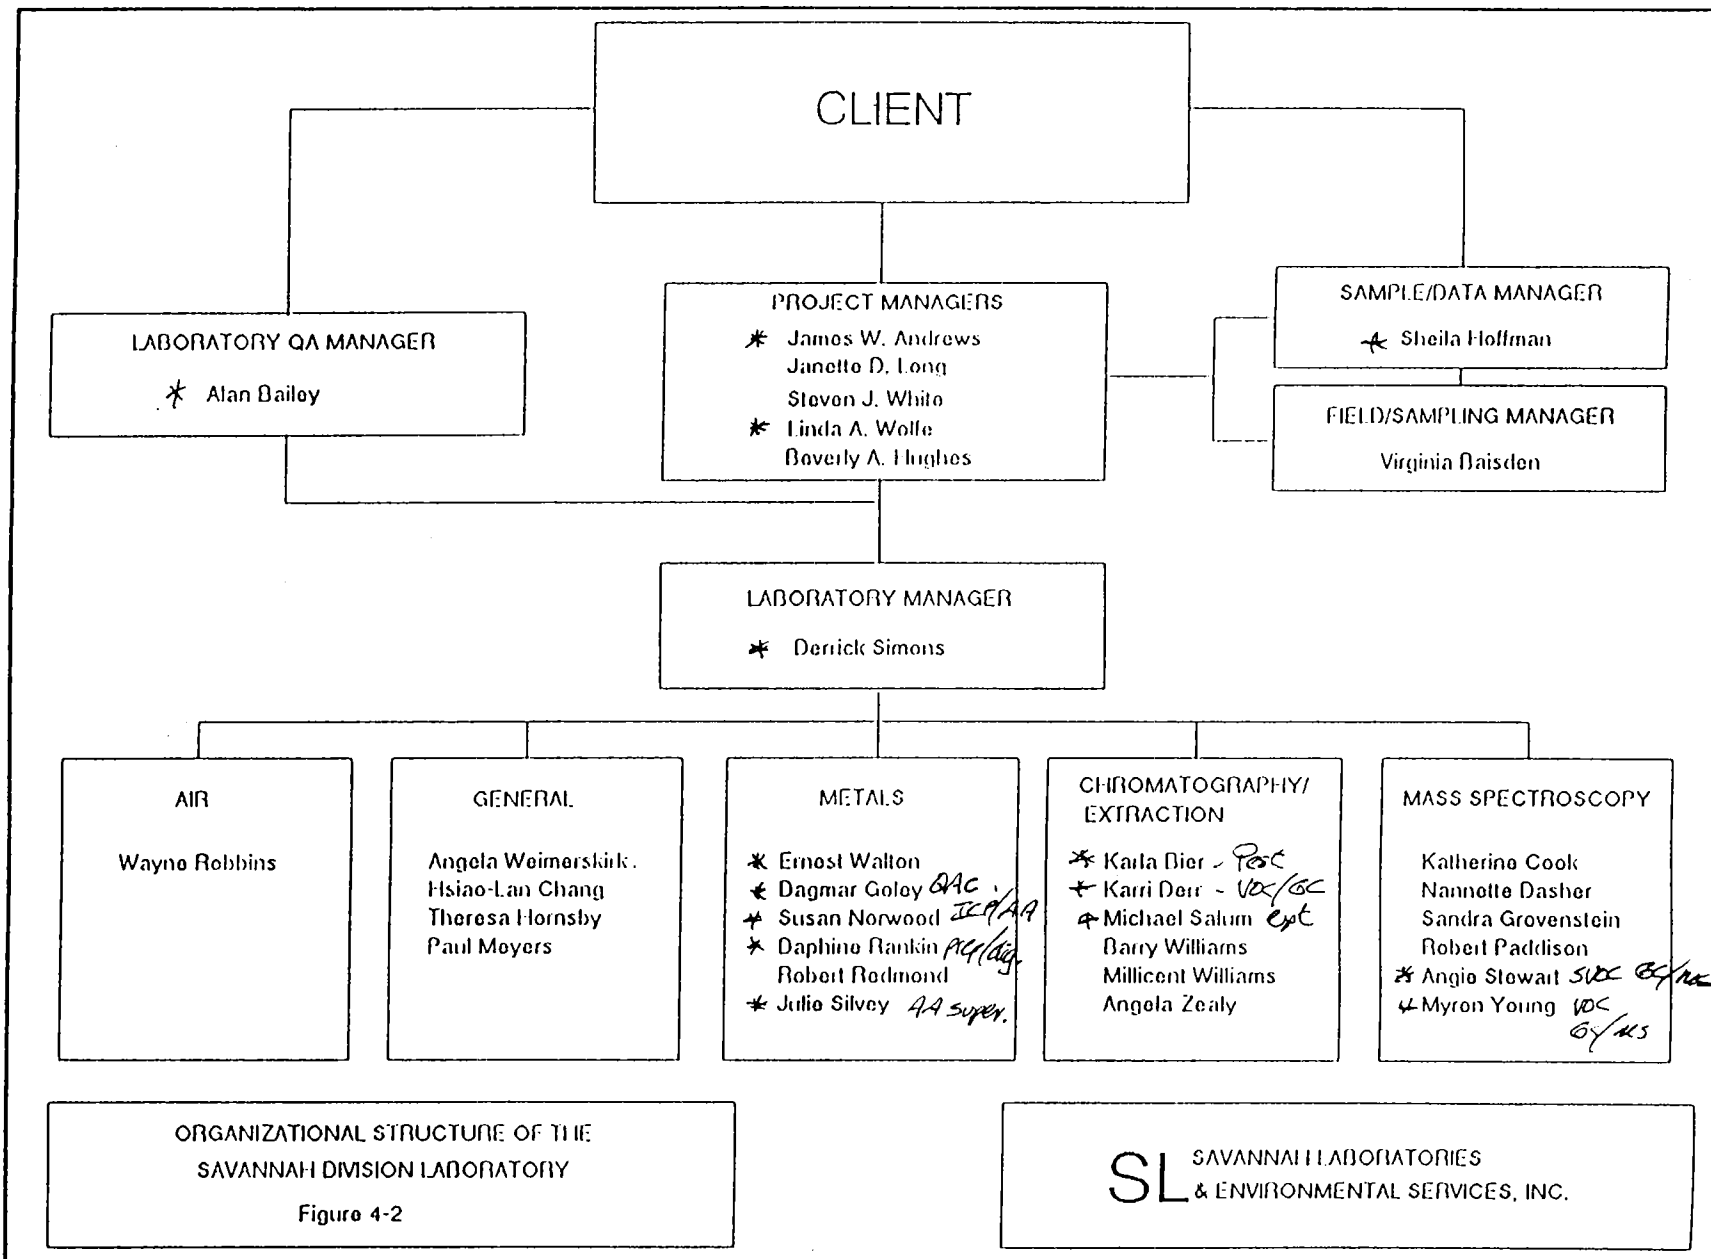 CLIENT
LABORATORY QA MANAGER
* Alan Bailey
PROJECT MANAGERS
* James W. Andrews
Janette D. Long
Steven J. White
* Linda A. Wolfe
Beverly A. Hughes
SAMPLE/DATA MANAGER
* Sheila Hoffman
FIELD/SAMPLING MANAGER
Virginia Baisden
LABORATORY MANAGER
* Derrick Simons
AIR
Wayne Robbins
GENERAL
Angela Weimerskirk.
Hsiao-Lan Chang
Theresa Hornsby
Paul Meyers
METALS
* Ernest Walton
* Dagmar Goley QAC
* Susan Norwood ICP/AA
* Daphine Rankin prep/dig.
Robert Redmond
* Julie Silvey AA super.
CHROMATOGRAPHY/
EXTRACTION
* Karla Bier - Pest
* Karri Derr - VOC/GC
* Michael Salum ext
Barry Williams
Millicent Williams
Angela Zealy
MASS SPECTROSCOPY
Katherine Cook
Nannette Dasher
Sandra Grovenstein
Robert Paddison
* Angie Stewart SVOC GC/MS
* Myron Young VOC
GC/MS
ORGANIZATIONAL STRUCTURE OF THE
SAVANNAH DIVISION LABORATORY
Figure 4-2
SL SAVANNAH LABORATORIES
& ENVIRONMENTAL SERVICES, INC.